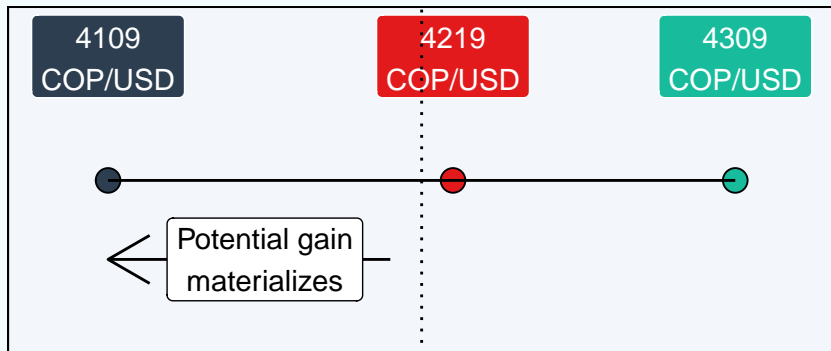 4109
COP/USD
4219
COP/USD
4309
COP/USD
Potential gain
materializes